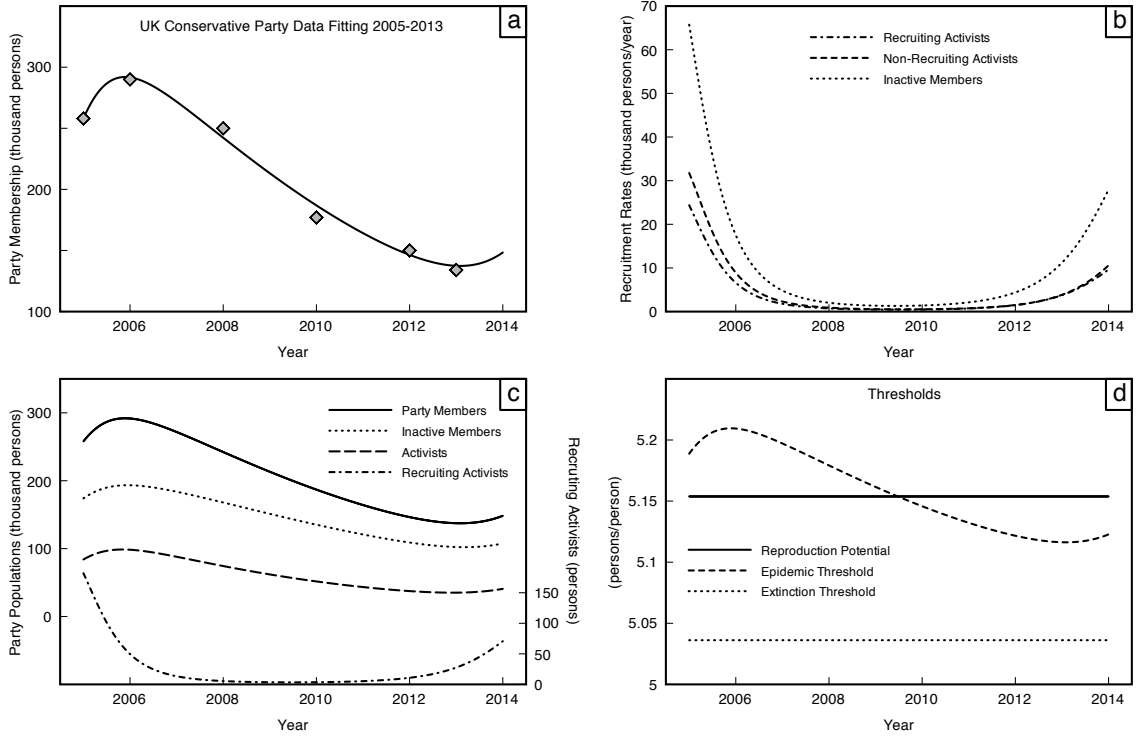 UK Conservative Party Data Fitting 2005-2013
a
Party Membership (thousand persons)
300
200
100
2006 2008 2010 2012 2014
Year
b
Recruitment Rates (thousand persons/year)
70
60
50
40
30
20
10
0
Recruiting Activists
Non-Recruiting Activists
Inactive Members
2006 2008 2010 2012 2014
Year
c
Party Populations (thousand persons)
300
200
100
0
Party Members
Inactive Members
Activists
Recruiting Activists
Recruting Activists (persons)
150
100
50
0
2006 2008 2010 2012 2014
Year
Thresholds
d
(persons/person)
5.2
5.15
5.1
5.05
5
Reproduction Potential
Epidemic Threshold
Extinction Threshold
2006 2008 2010 2012 2014
Year